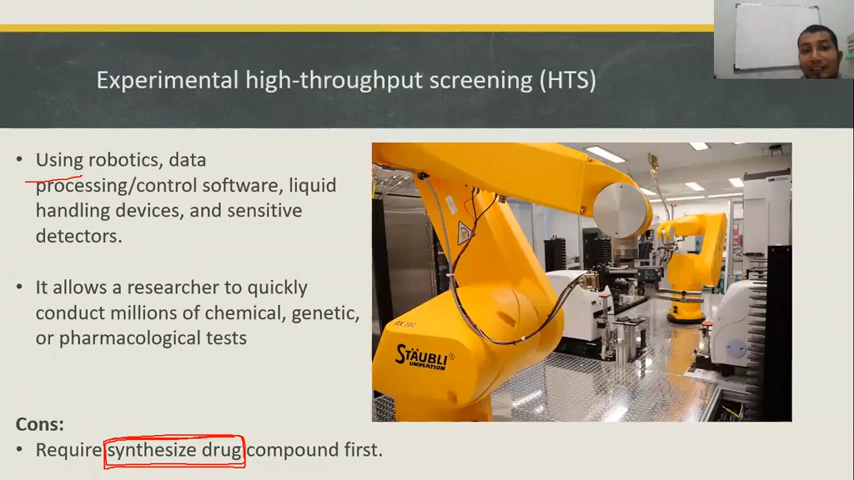 Experimental high-throughput screening (HTS)
• Using robotics, data
processing/control software, liquid
handling devices, and sensitive
detectors.
• It allows a researcher to quickly
conduct millions of chemical, genetic,
or pharmacological tests
STÄUBLI
UNIMATION
Cons:
• Require synthesize drug compound first.